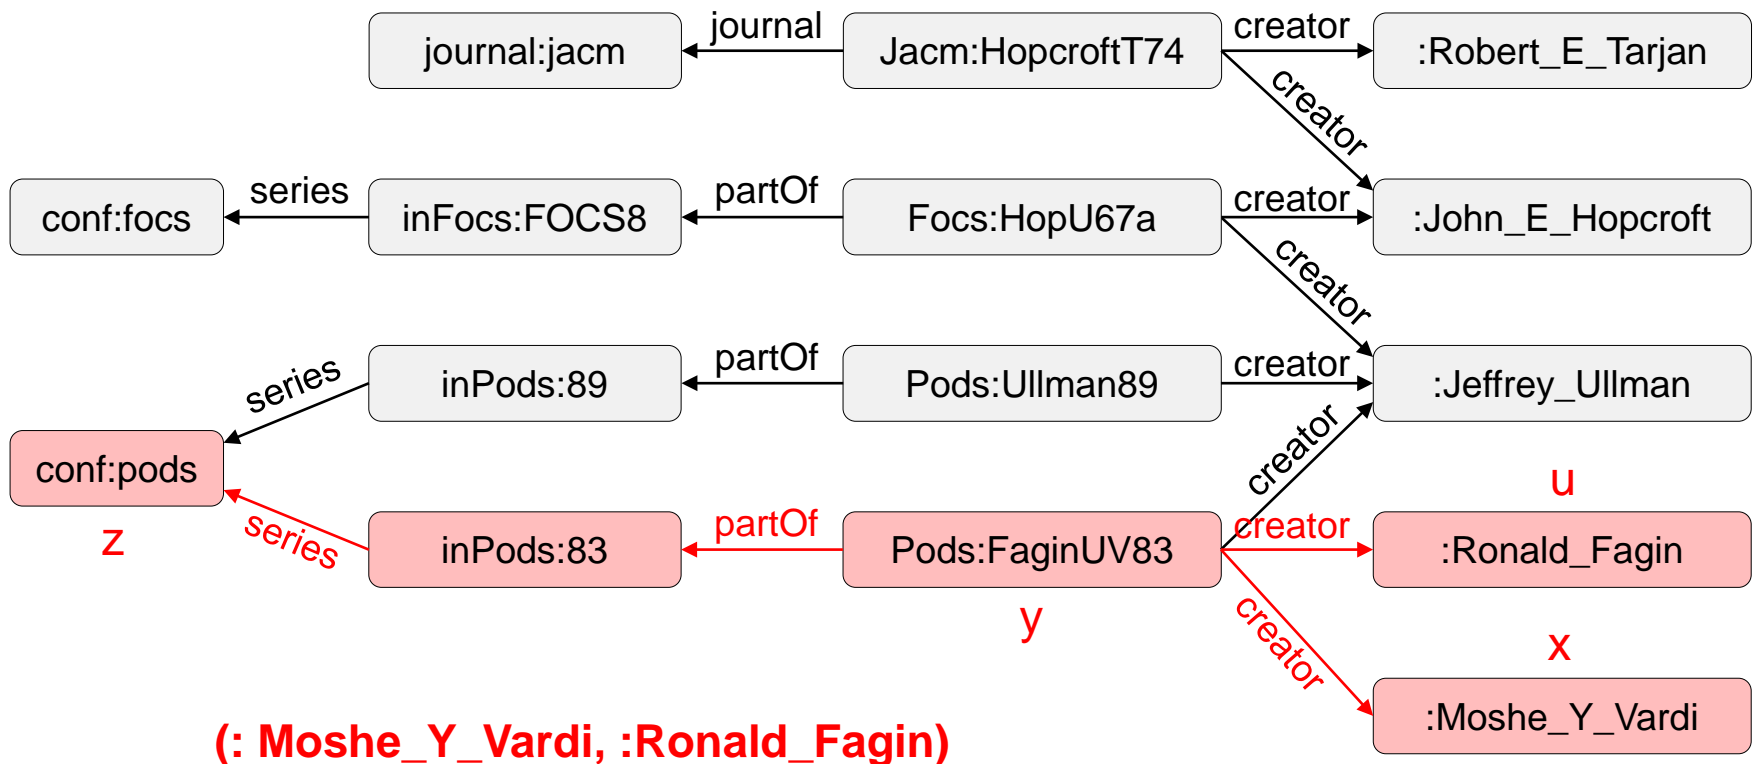 journal:jacm
journal
Jacm:HopcroftT74
creator
:Robert_E_Tarjan
creator
conf:focs
series
inFocs:FOCS8
partOf
Focs:HopU67a
creator
:John_E_Hopcroft
creator
series
inPods:89
partOf
Pods:Ullman89
creator
:Jeffrey_Ullman
conf:pods
creator
u
z
series
inPods:83
partOf
Pods:FaginUV83
creator
:Ronald_Fagin
y
creator
x
:Moshe_Y_Vardi
(: Moshe_Y_Vardi, :Ronald_Fagin)